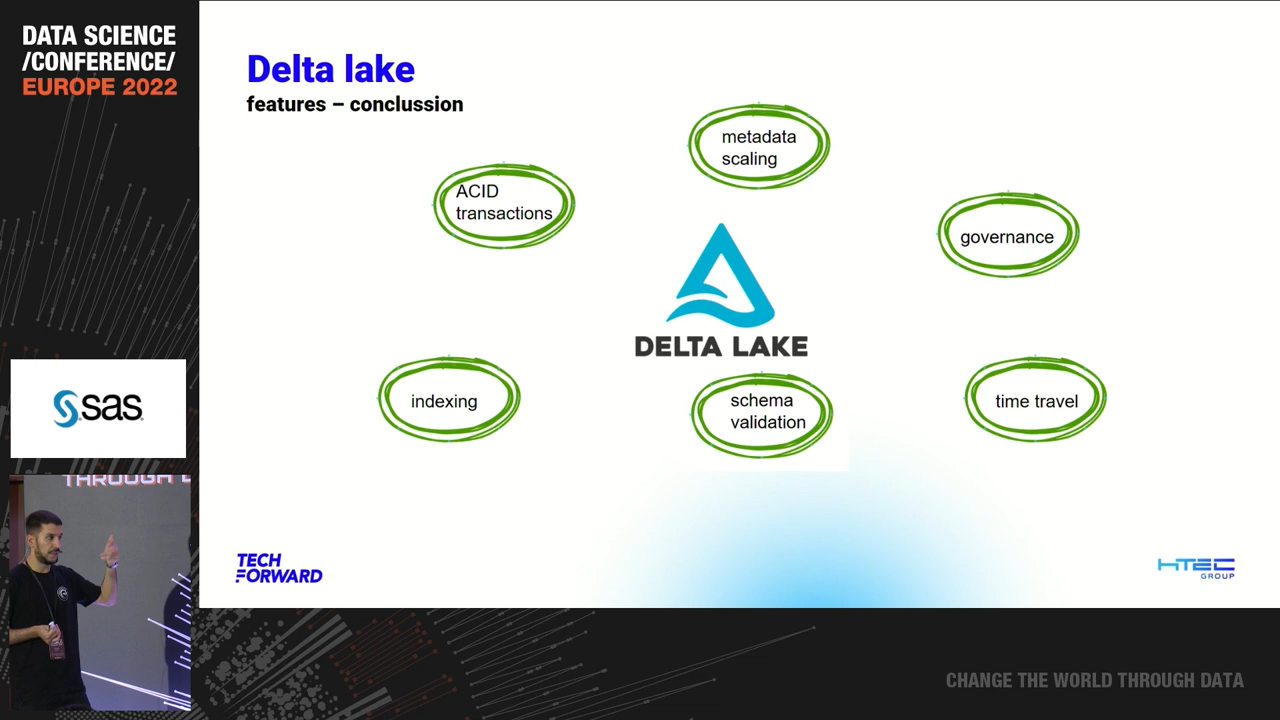 DATA SCIENCE
/CONFERENCE/
EUROPE 2022
Delta lake
features – conclussion
metadata
scaling
ACID
transactions
governance
DELTA LAKE
indexing
schema
validation
time travel
sas
THROUGH
TECH
FORWARD
HTEC
GROUP
CHANGE THE WORLD THROUGH DATA